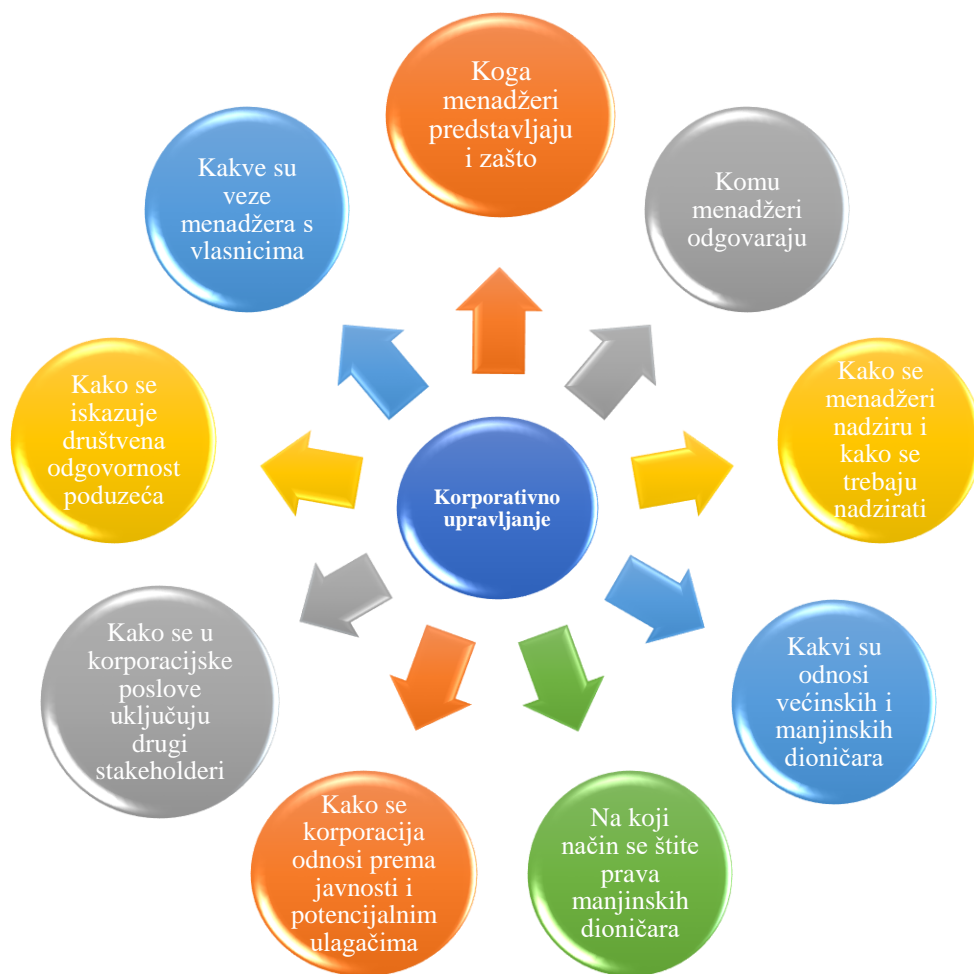 Koga
menadžeri
predstavljaju
i zašto
Komu
menadžeri
odgovaraju
Kako se
menadžeri
nadziru i
kako se
trebaju
nadzirati
Kakvi su
odnosi
većinskih i
manjinskih
dioničara
Na koji
način se štite
prava
manjinskih
dioničara
Kako se
korporacija
odnosi prema
javnosti i
potencijalnim
ulagačima
Kako se u
korporacijske
poslove
uključuju
drugi
stakeholderi
Kako se
iskazuje
društvena
odgovornost
poduzeća
Kakve su
veze
menadžera s
vlasnicima
Korporativno
upravljanje